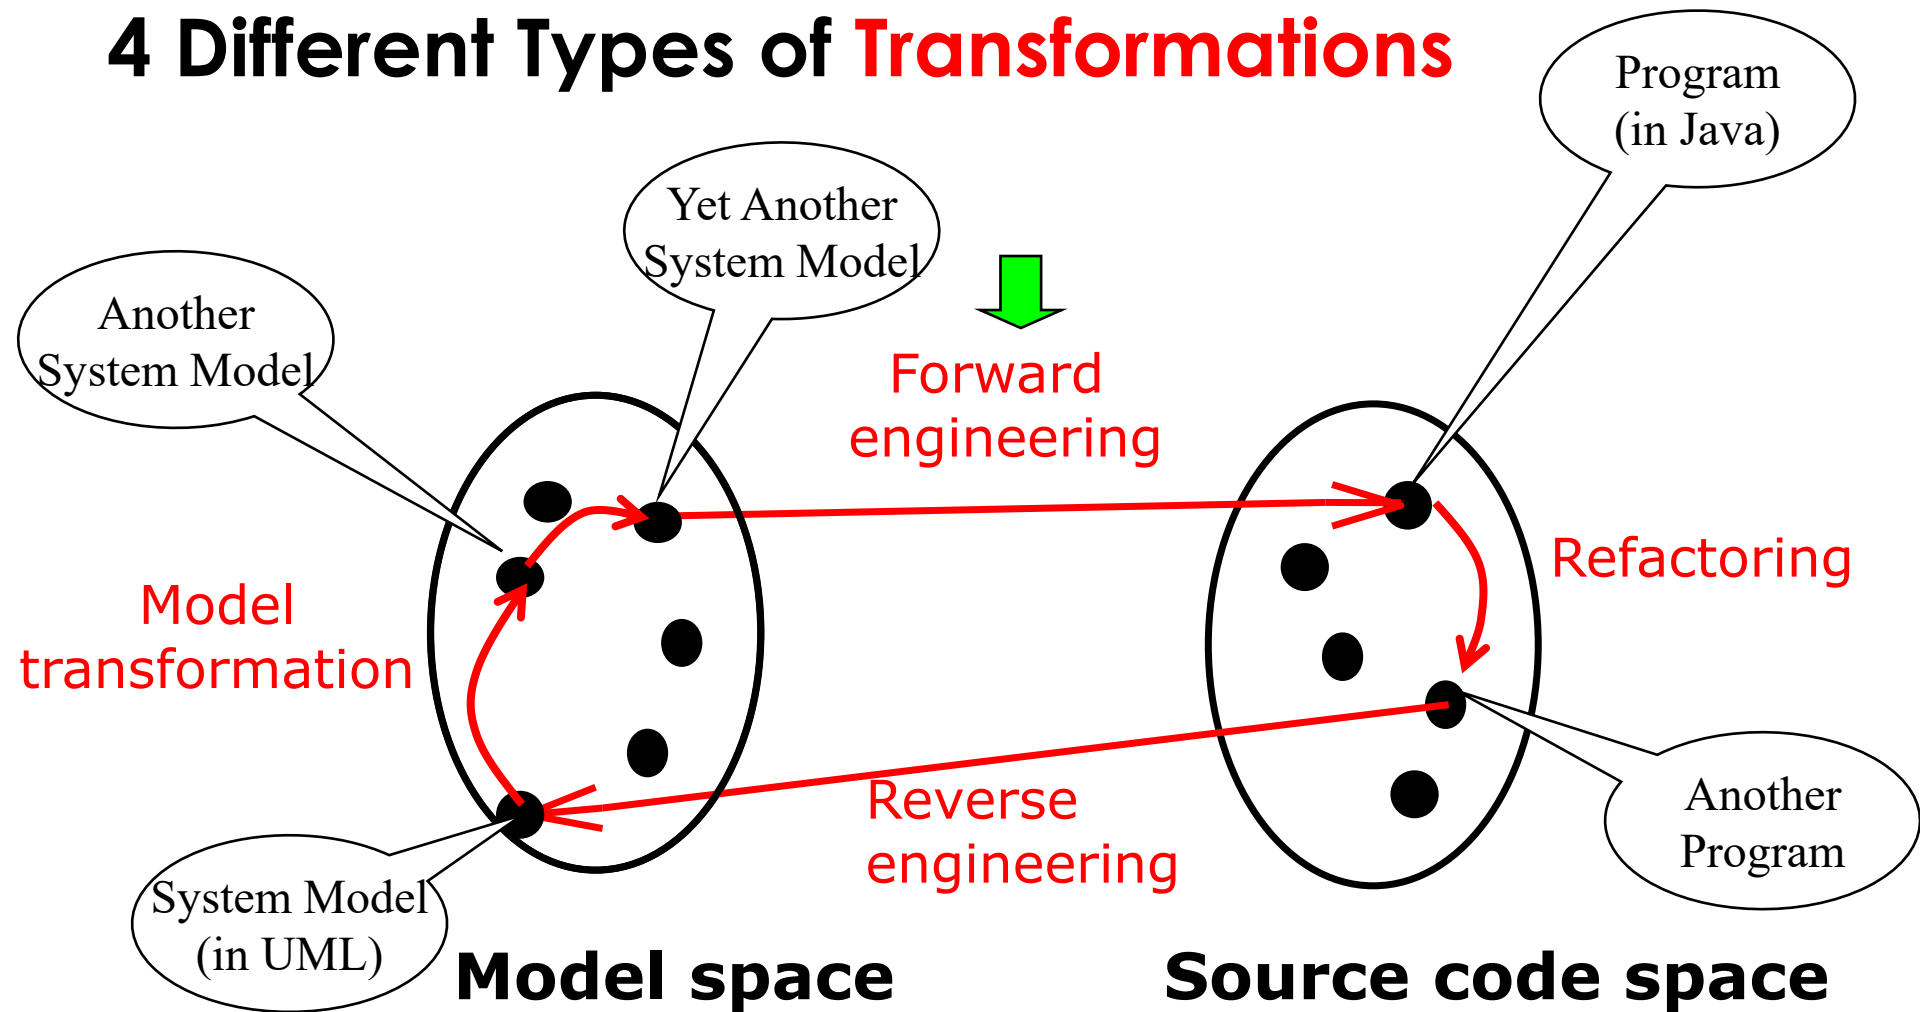 4 Different Types of Transformations
Program
(in Java)
Yet Another
System Model
Another
System Model
Forward
engineering
Refactoring
Model
transformation
Reverse
engineering
Another
Program
System Model
(in UML)
Model space
Source code space